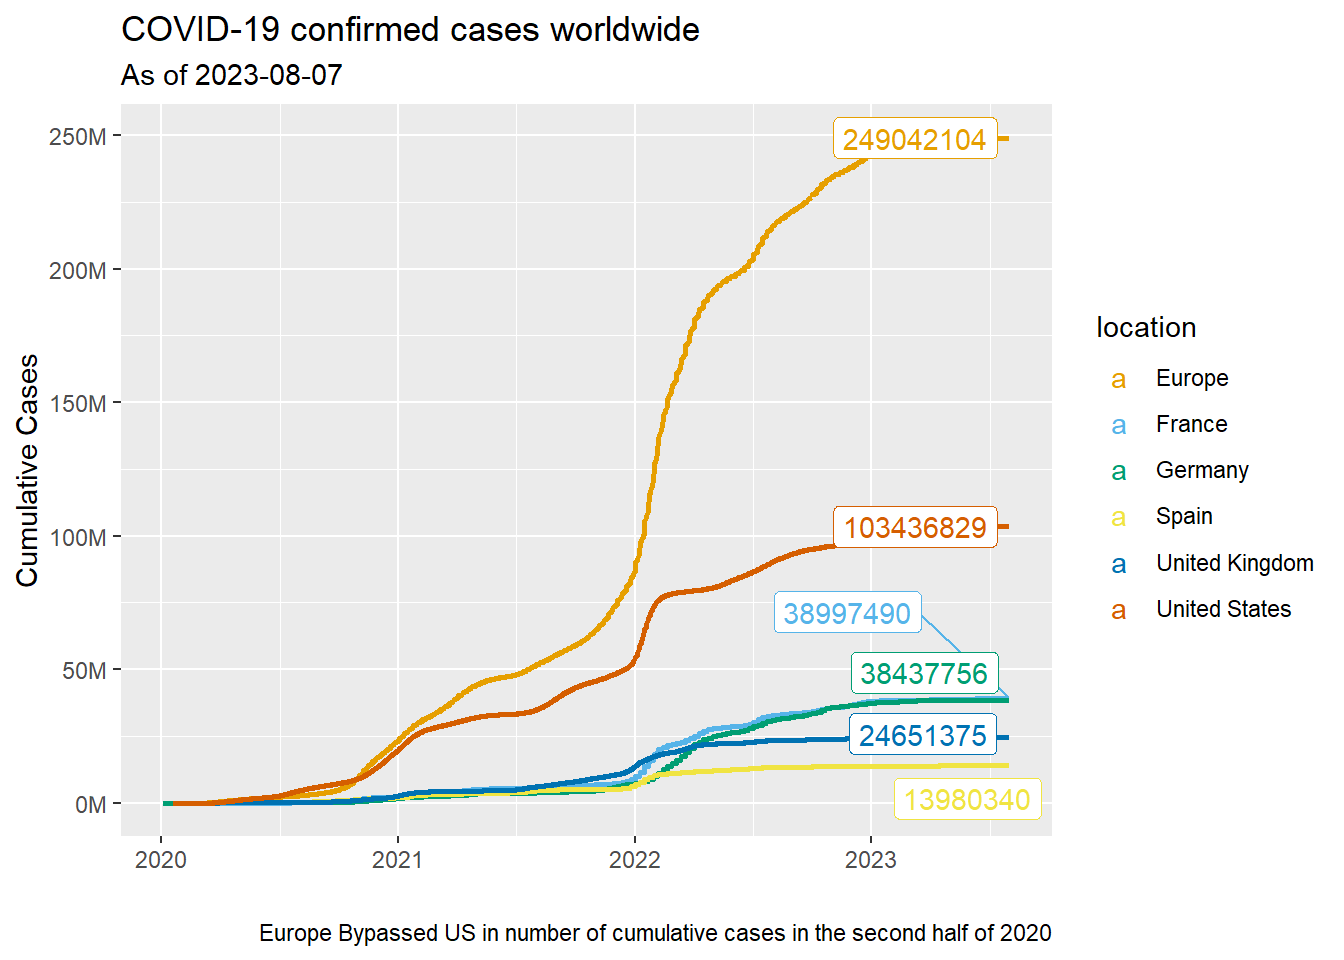 COVID-19 confirmed cases worldwide
As of 2023-08-07
Cumulative Cases
250M
200M
150M
100M
50M
0M
249042104
103436829
38997490
38437756
24651375
13980340
2020
2021
2022
2023
location
a Europe
a France
a Germany
a Spain
a United Kingdom
a United States
Europe Bypassed US in number of cumulative cases in the second half of 2020